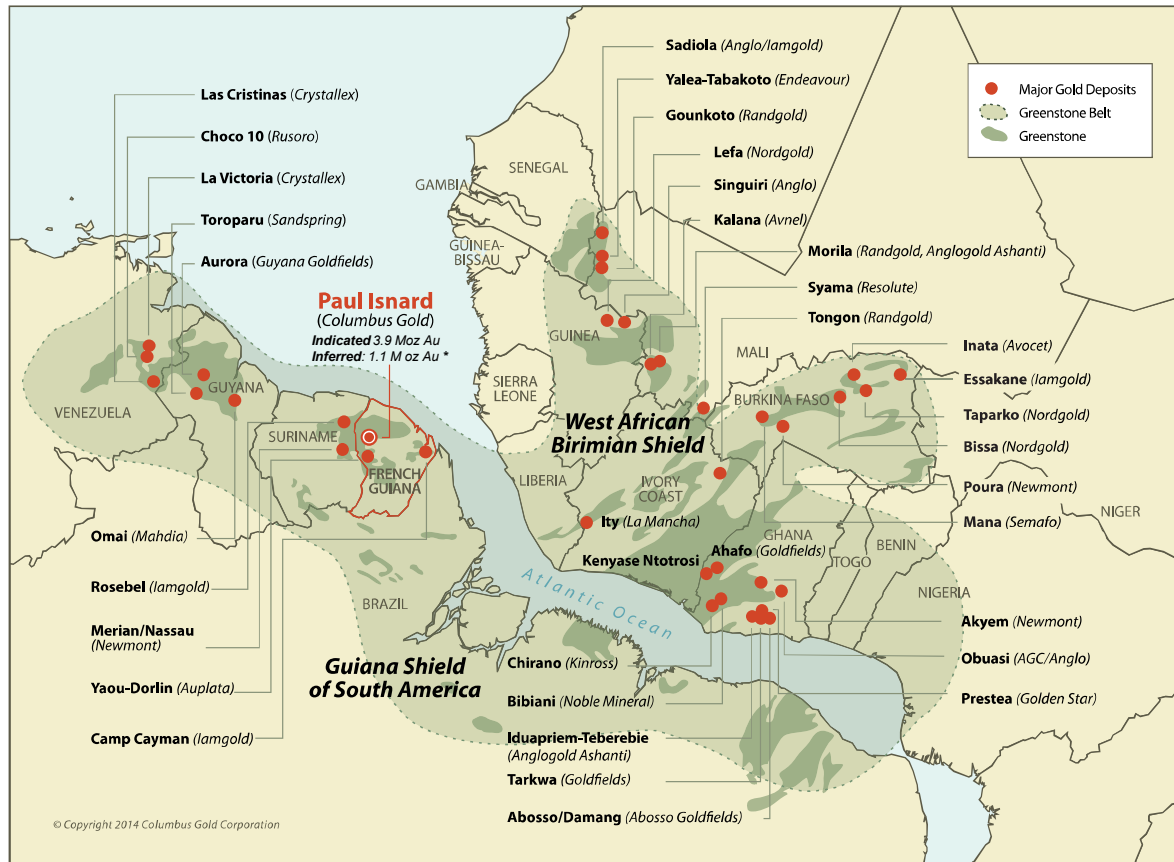 Las Cristinas (Crystallex)
Choco 10 (Rusoro)
La Victoria (Crystallex)
Toroparu (Sandspring)
Aurora (Guyana Goldfields)
Paul Isnard
(Columbus Gold)
Indicated 3.9 Moz Au
Inferred: 1.1 M oz Au *
Sadiola (Anglo/Iamgold)
Yalea-Tabakoto (Endeavour)
Gounkoto (Randgold)
Lefa (Nordgold)
Singuiri (Anglo)
Kalana (Avnel)
Morila (Randgold, Anglogold Ashanti)
Syama (Resolute)
Tongon (Randgold)
Major Gold Deposits
Greenstone Belt
Greenstone
Inata (Avocet)
Essakane (Iamgold)
Taparko (Nordgold)
Bissa (Nordgold)
Poura (Newmont)
Mana (Semafo)
SENEGAL
GAMBIA
GUINEA-
BISSAU
GUINEA
SIERRA
LEONE
MALI
BURKINA FASO
West African
Birimian Shield
LIBERIA
IVORY
COAST
GHANA
TOGO
BENIN
NIGER
NIGERIA
VENEZUELA
GUYANA
SURINAME
FRENCH
GUIANA
BRAZIL
Ity (La Mancha)
Kenyase Ntotrosi
Ahafo
(Goldfields)
Atlantic Ocean
Guiana Shield
of South America
Omai (Mahdia)
Rosebel (Iamgold)
Merian/Nassau
(Newmont)
Yaou-Dorlin (Auplata)
Camp Cayman (Iamgold)
Chirano (Kinross)
Bibiani (Noble Mineral)
Iduapriem-Teberebie
(Anglogold Ashanti)
Tarkwa (Goldfields)
Abosso/Damang (Abosso Goldfields)
Akyem (Newmont)
Obuasi (AGC/Anglo)
Prestea (Golden Star)
© Copyright 2014 Columbus Gold Corporation